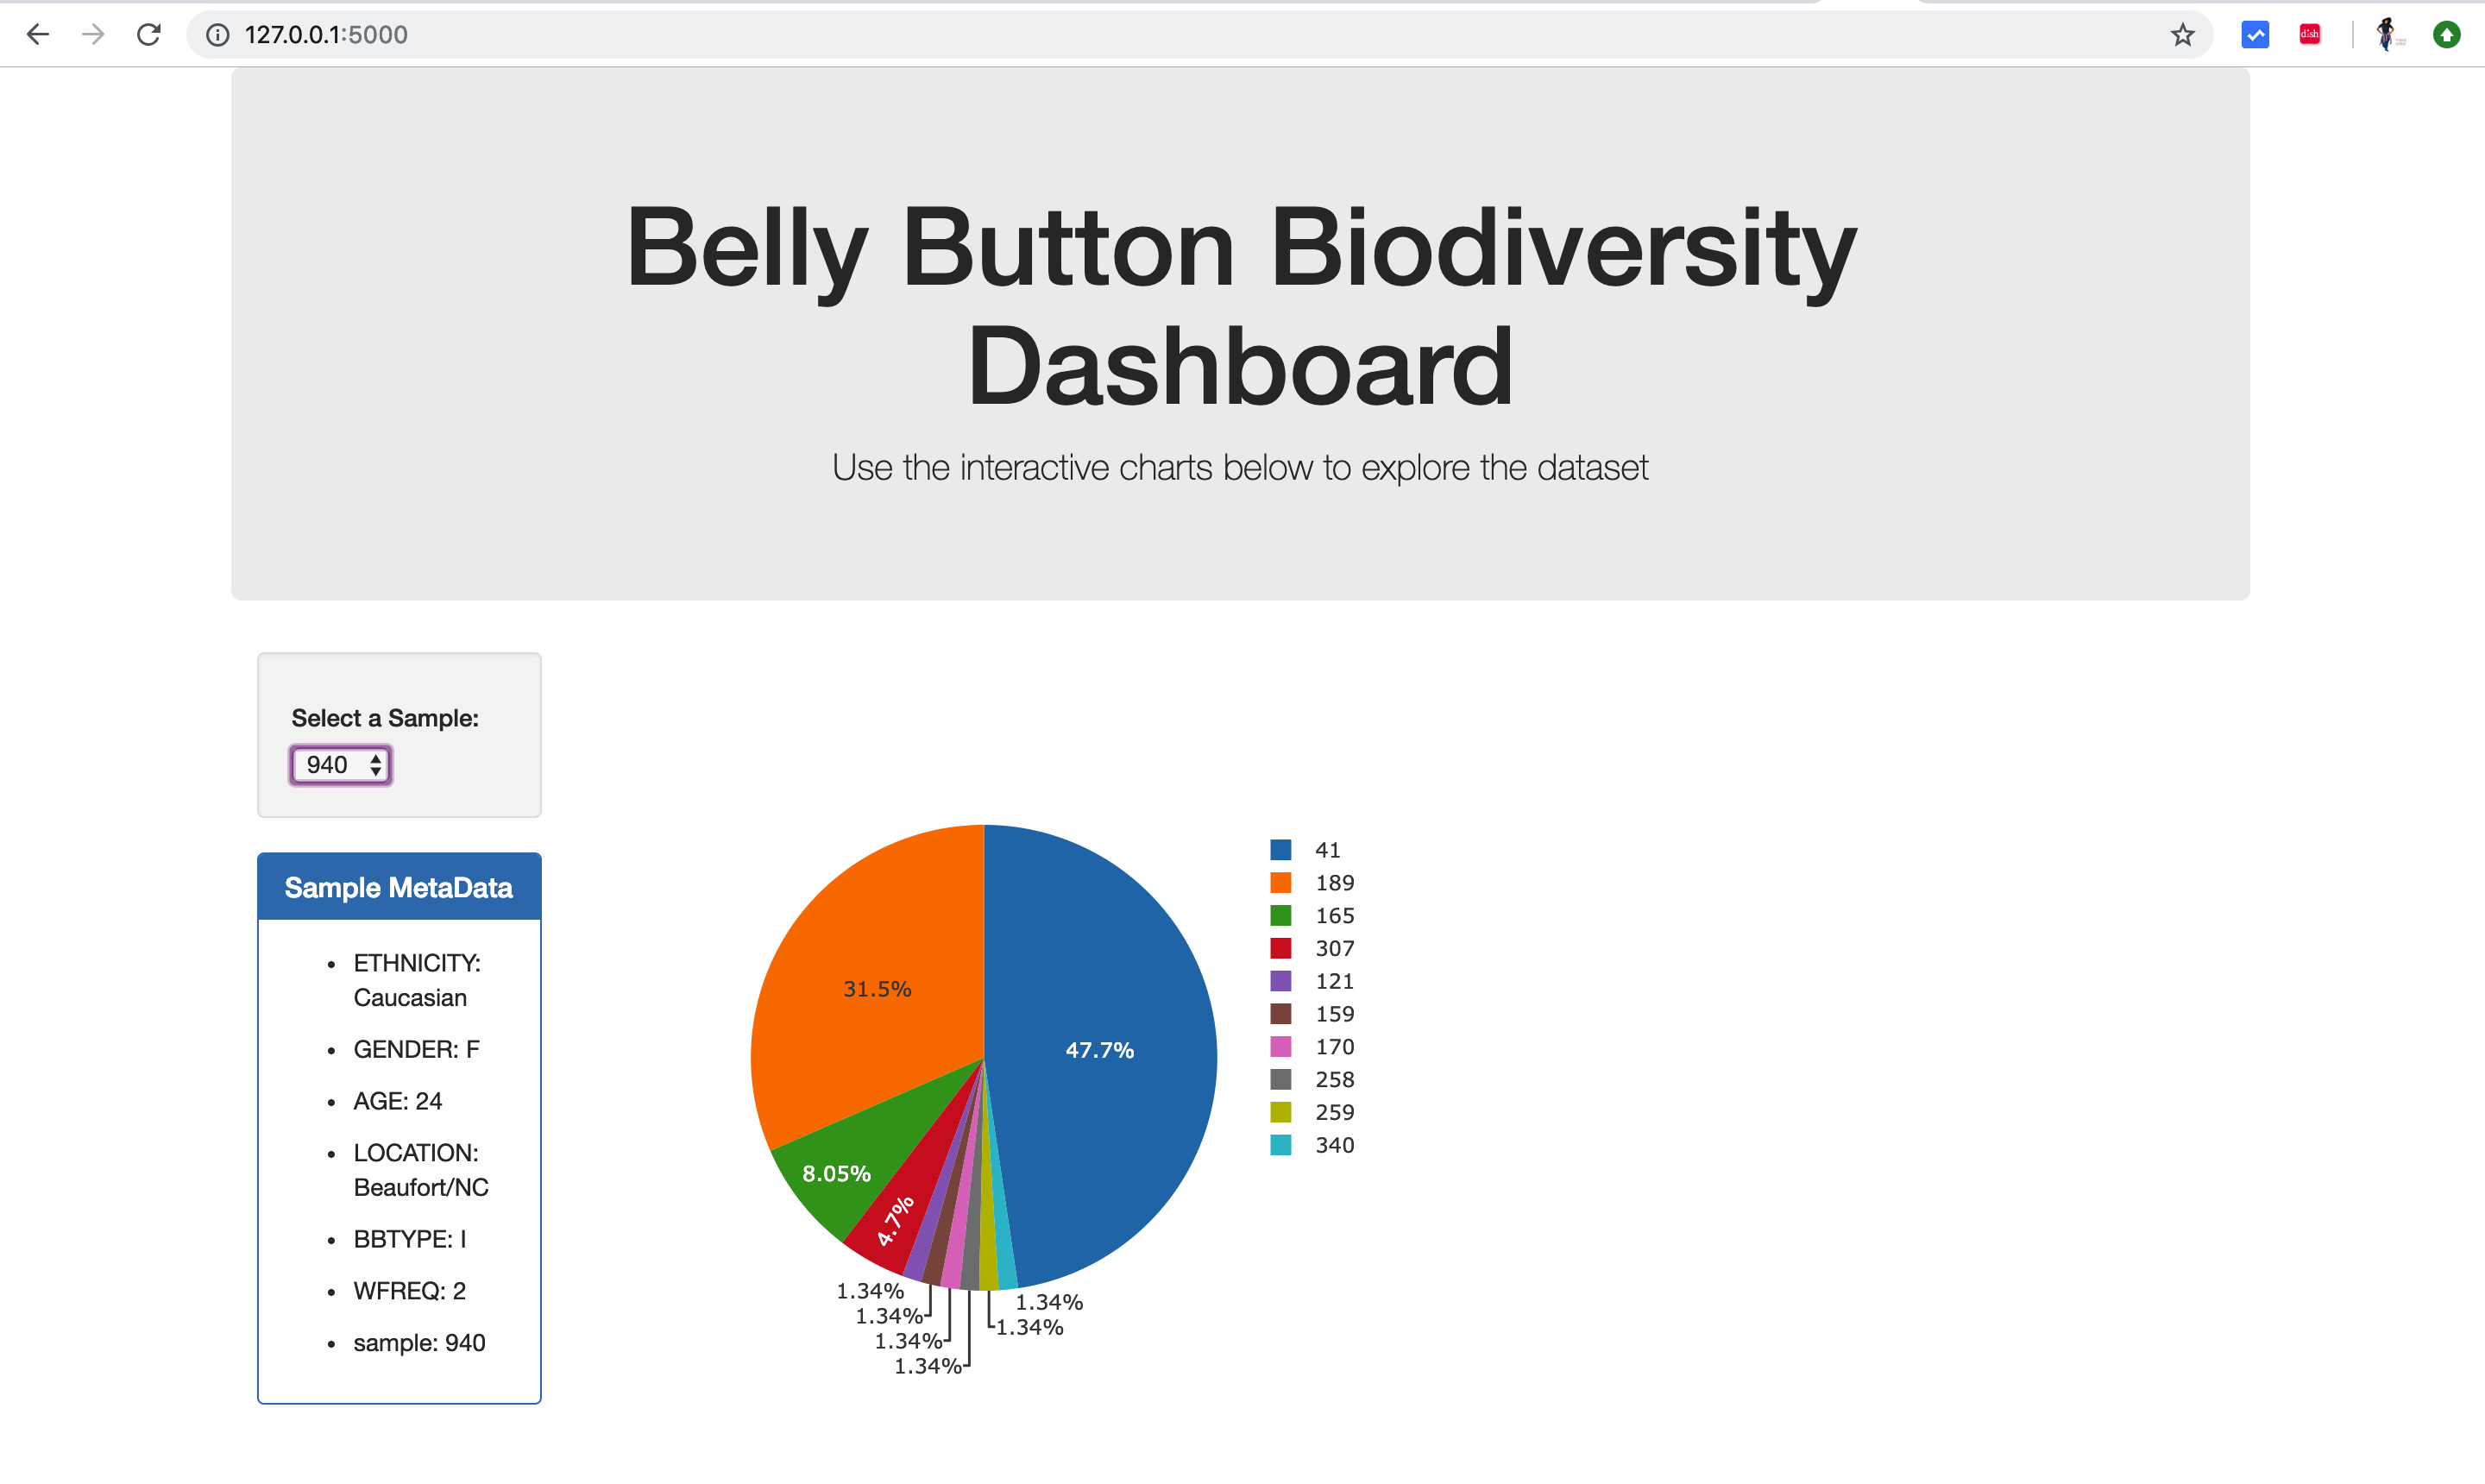 127.0.0.1:5000
dish
Belly Button Biodiversity
Dashboard
Use the interactive charts below to explore the dataset
Select a Sample:
940
Sample MetaData
• ETHNICITY:
Caucasian
• GENDER: F
• AGE: 24
• LOCATION:
Beaufort/NC
• BBTYPE: I
• WFREQ: 2
• sample: 940
31.5%
47.7%
8.05%
4.7%
1.34%
1.34%
1.34%
1.34%
1.34%
1.34%
41
189
165
307
121
159
170
258
259
340